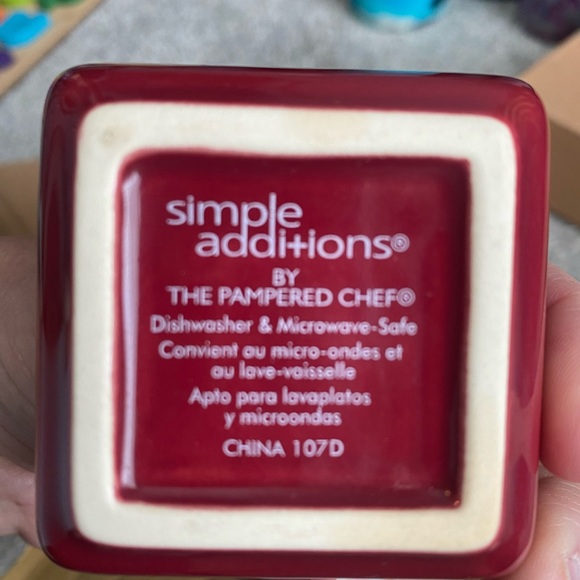 simple
additions®
BY
THE PAMPERED CHEF®
Dishwasher & Microwave-Safe
Convient au micro-ondes et
au lave-vaisselle
Apto para lavaplatos
y microondas
CHINA 107D